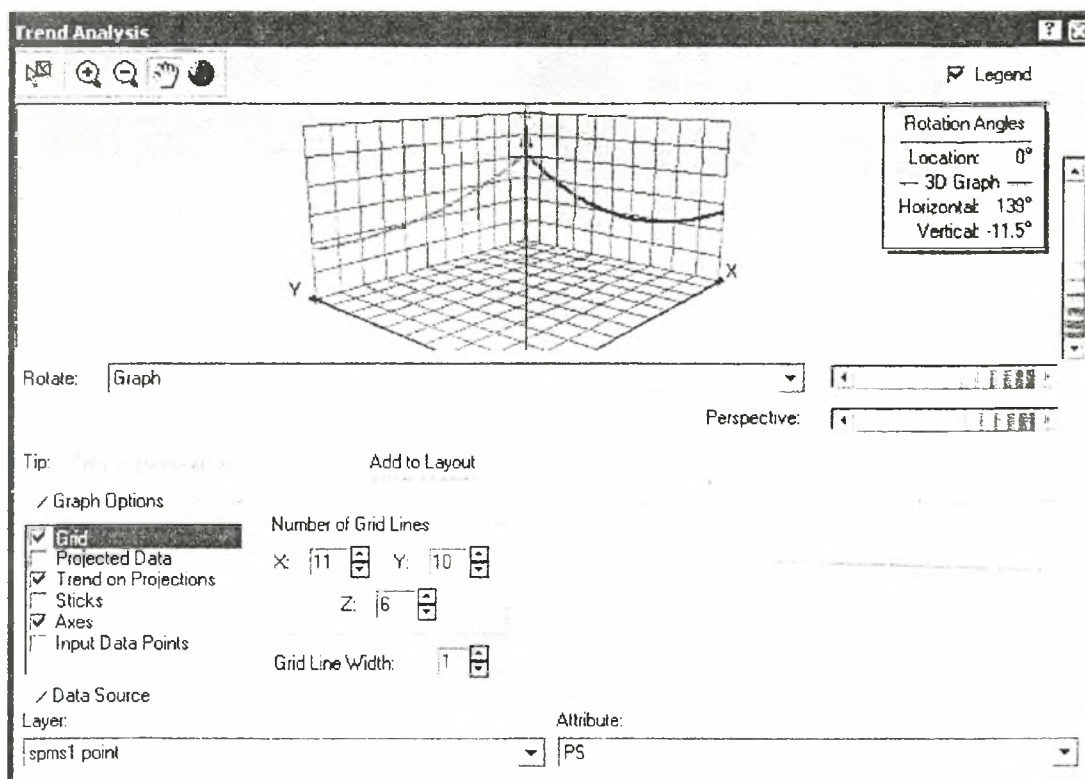 Trend Analysis
Legend
Rotation Angles
Location: 0°
3D Graph
Horizontal: 139°
Vertical: -11.5°
Y
X
Rotate: Graph
Perspective:
Tip:
Add to Layout
Graph Options
Grid
Projected Data
Trend on Projections
Sticks
Axes
Input Data Points
Number of Grid Lines
X: 11 Y: 10
Z: 6
Grid Line Width: 1
Data Source
Layer: Attribute:
spms1 point PS